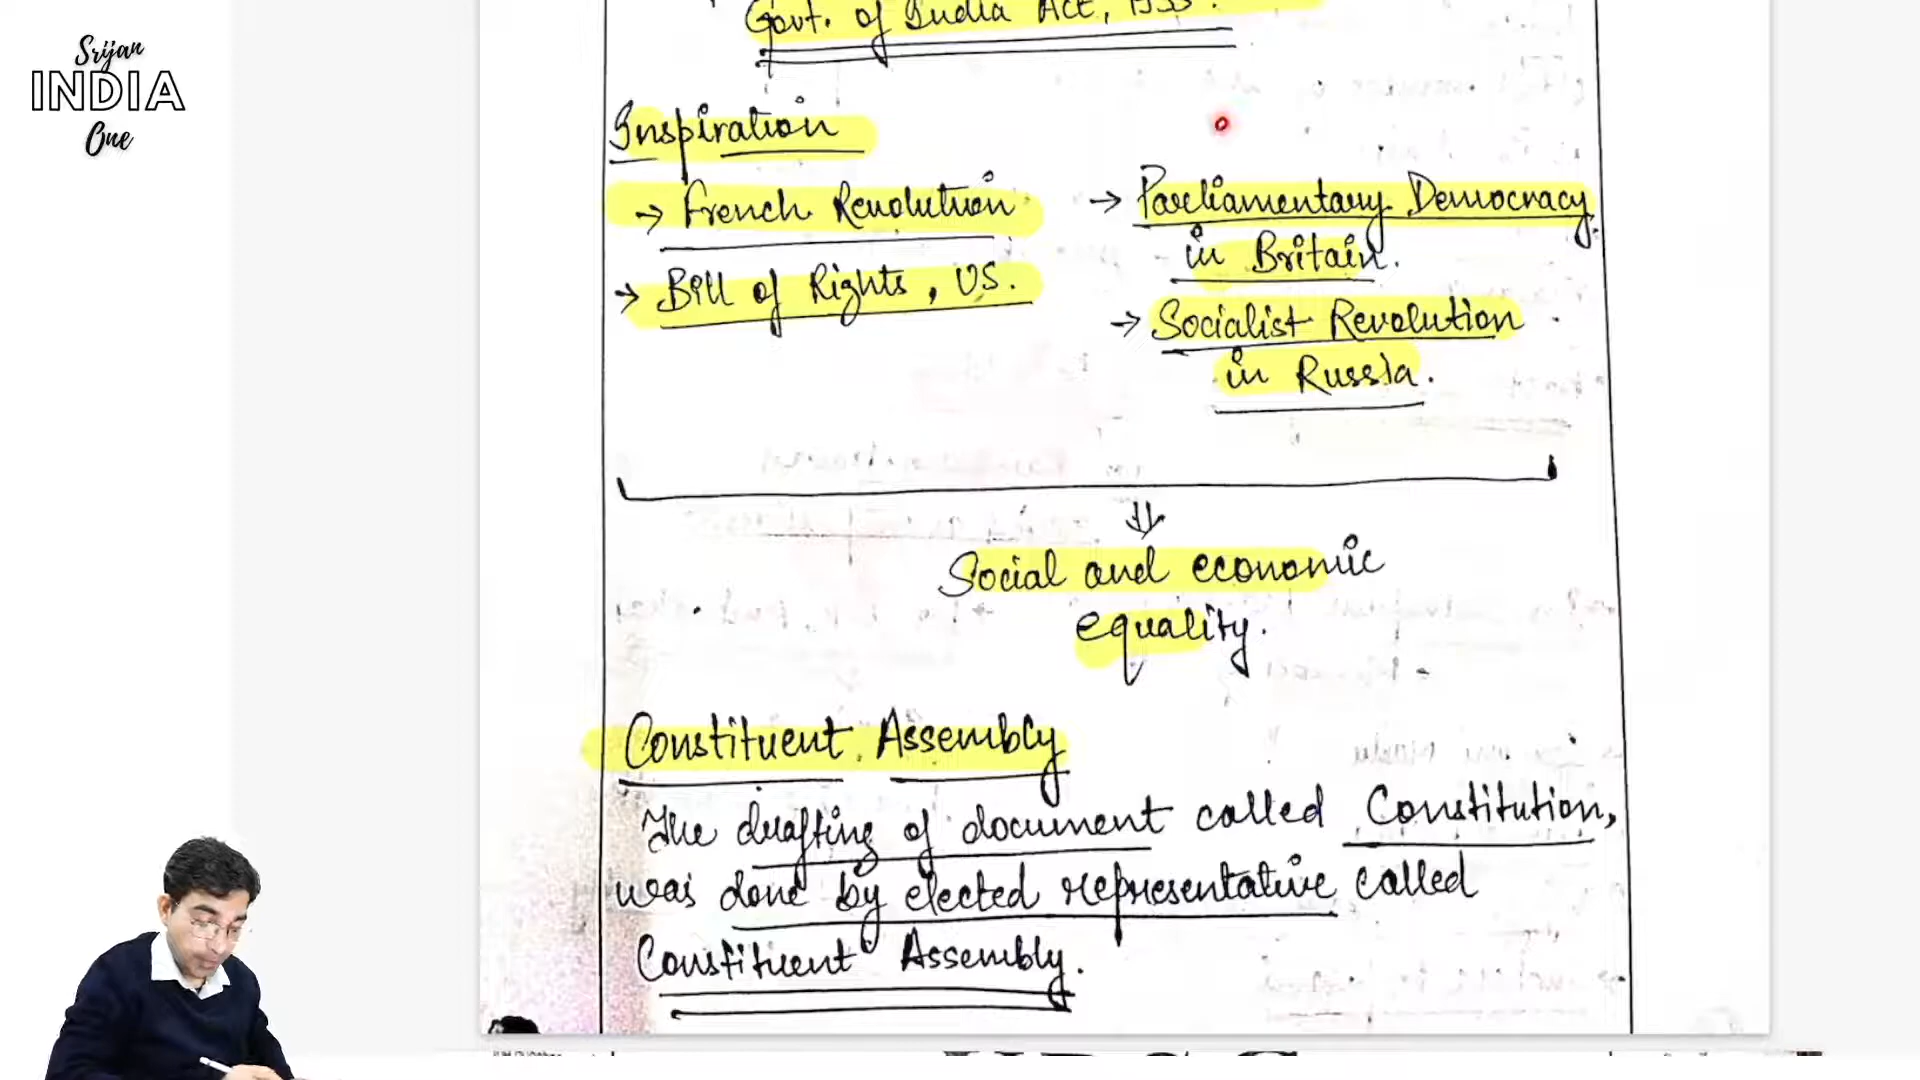 Srijan
INDIA
One
Govt. of India Act, 1935.
Inspiration
→ French Revolution
→ Bill of Rights, US.
→ Parliamentary Democracy
in Britain.
→ Socialist Revolution
in Russia.
Social and economic
equality.
Constituent Assembly
The drafting of document called Constitution,
was done by elected representative called
Constituent Assembly.